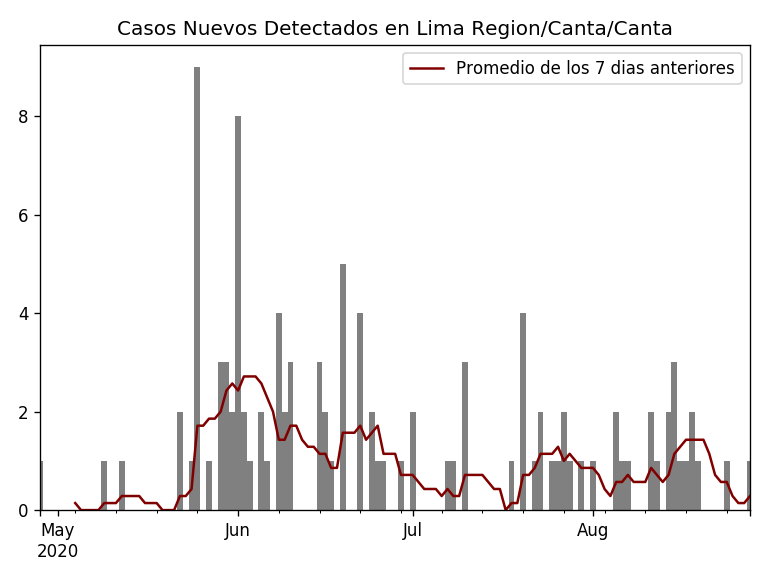 Casos Nuevos Detectados en Lima Region/Canta/Canta
Promedio de los 7 dias anteriores
8
6
4
2
0
May Jun Jul Aug
2020